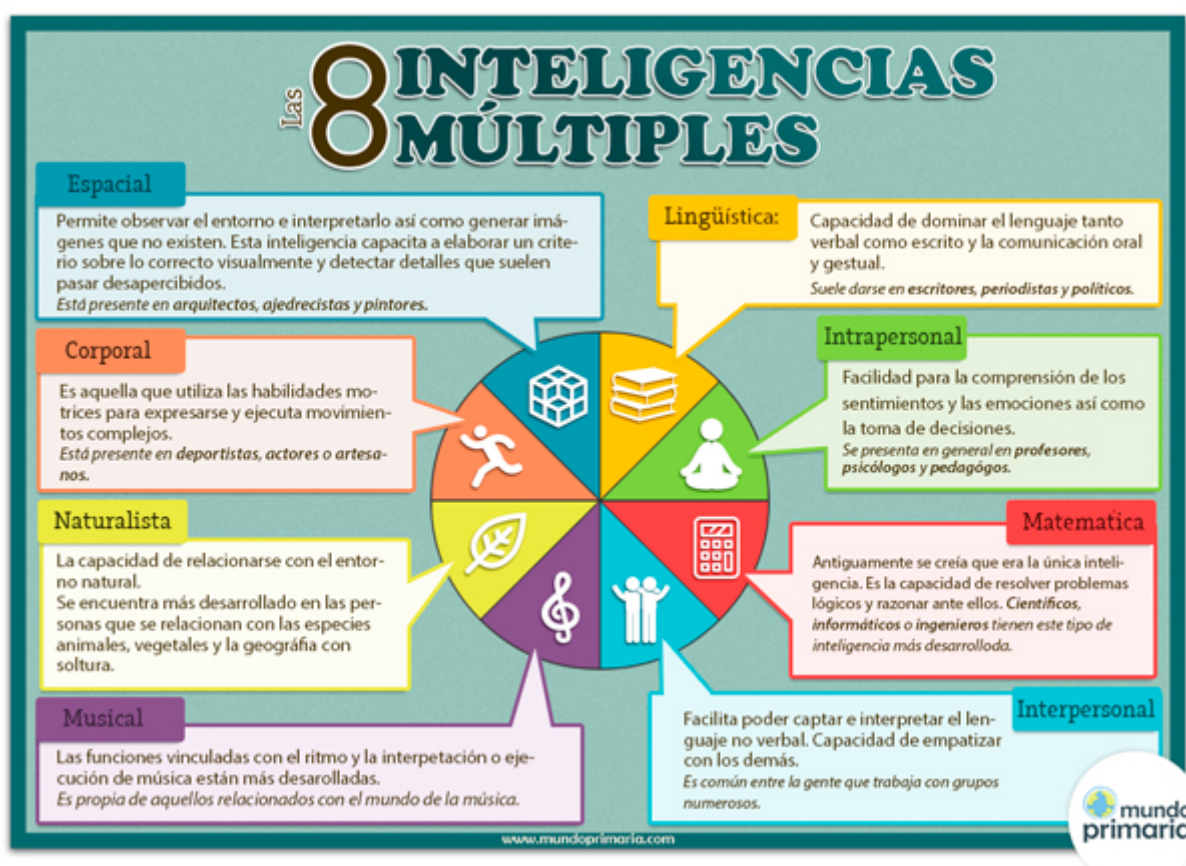 Las 8 INTELIGENCIAS
MÚLTIPLES
Espacial
Permite observar el entorno e interpretarlo así como generar imá-
genes que no existen. Esta inteligencia capacita a elaborar un crite-
rio sobre lo correcto visualmente y detectar detalles que suelen
pasar desapercibidos.
Está presente en arquitectos, ajedrecistas y pintores.
Lingüística:
Capacidad de dominar el lenguaje tanto
verbal como escrito y la comunicación oral
y gestual.
Suele darse en escritores, periodistas y políticos.
Corporal
Es aquella que utiliza las habilidades mo-
trices para expresarse y ejecuta movimien-
tos complejos.
Está presente en deportistas, actores o artesa-
nos.
Intrapersonal
Facilidad para la comprensión de los
sentimientos y las emociones así como
la toma de decisiones.
Se presenta en general en profesores,
psicólogos y pedagógos.
Naturalista
La capacidad de relacionarse con el entor-
no natural.
Se encuentra más desarrollado en las per-
sonas que se relacionan con las especies
animales, vegetales y la geográfia con
soltura.
Matematica
Antiguamente se creía que era la única inteli-
gencia. Es la capacidad de resolver problemas
lógicos y razonar ante ellos. Científicos,
informáticos o ingenieros tienen este tipo de
inteligencia más desarrolloda.
Musical
Las funciones vinculadas con el ritmo y la interpetación o eje-
cución de música están más desarolladas.
Es propia de aquellos relacionados con el mundo de la música.
Interpersonal
Facilita poder captar e interpretar el len-
guaje no verbal. Capacidad de empatizar
con los demás.
Es común entre la gente que trabaja con grupos
numerosos.
www.mundoprimaria.com
mundo
primaria